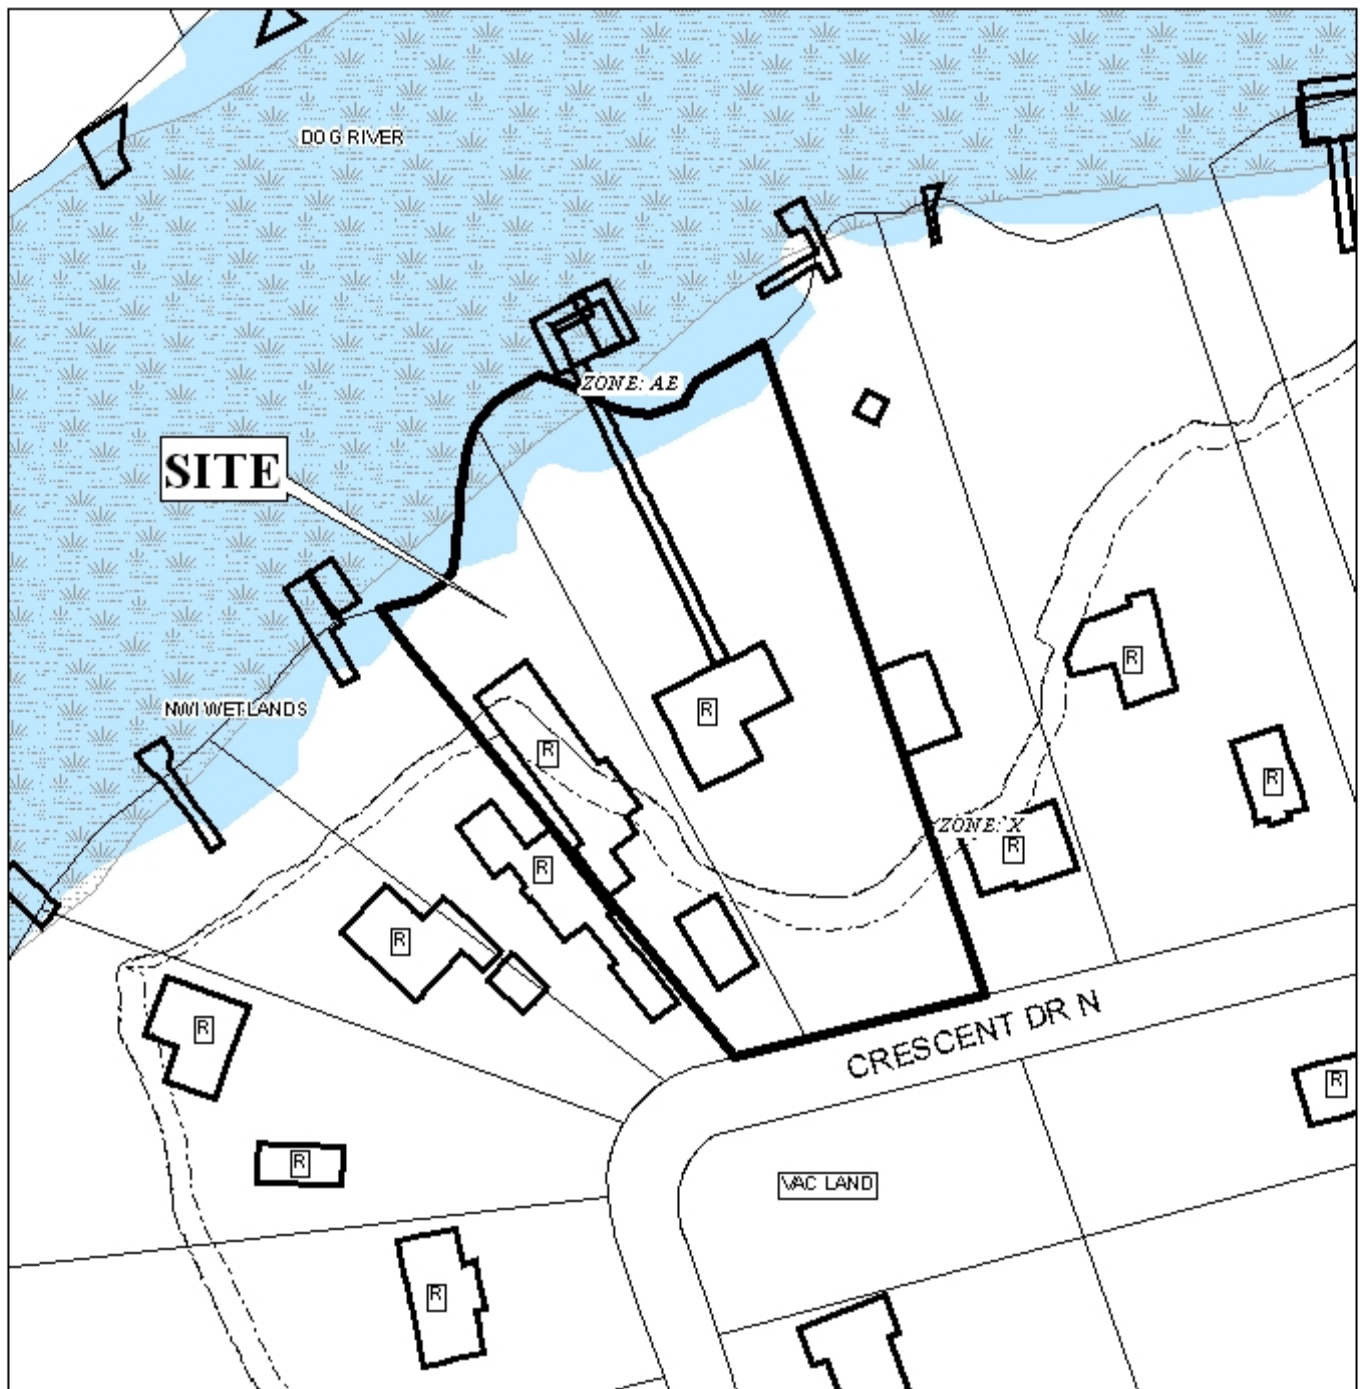 DOG RIVER
ZONE: AE
SITE
R
NWI WETLANDS
R
R
R
ZONE: X
R
R
R
R
CRESCENT DR N
R
R
VAC LAND
R